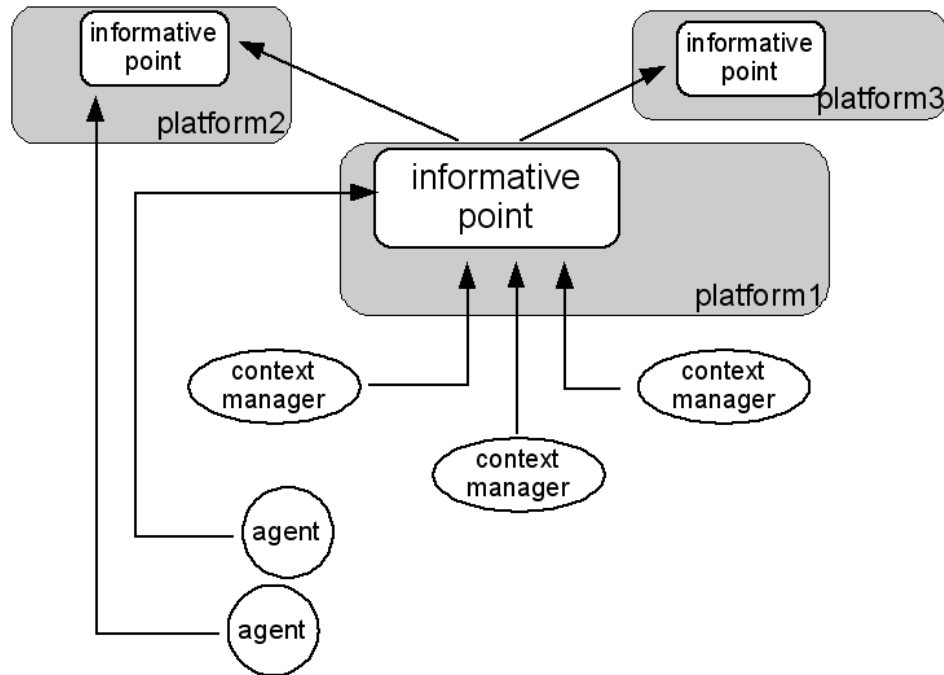 informative
point
platform2
informative
point
platform3
informative
point
platform1
context
manager
context
manager
context
manager
agent
agent